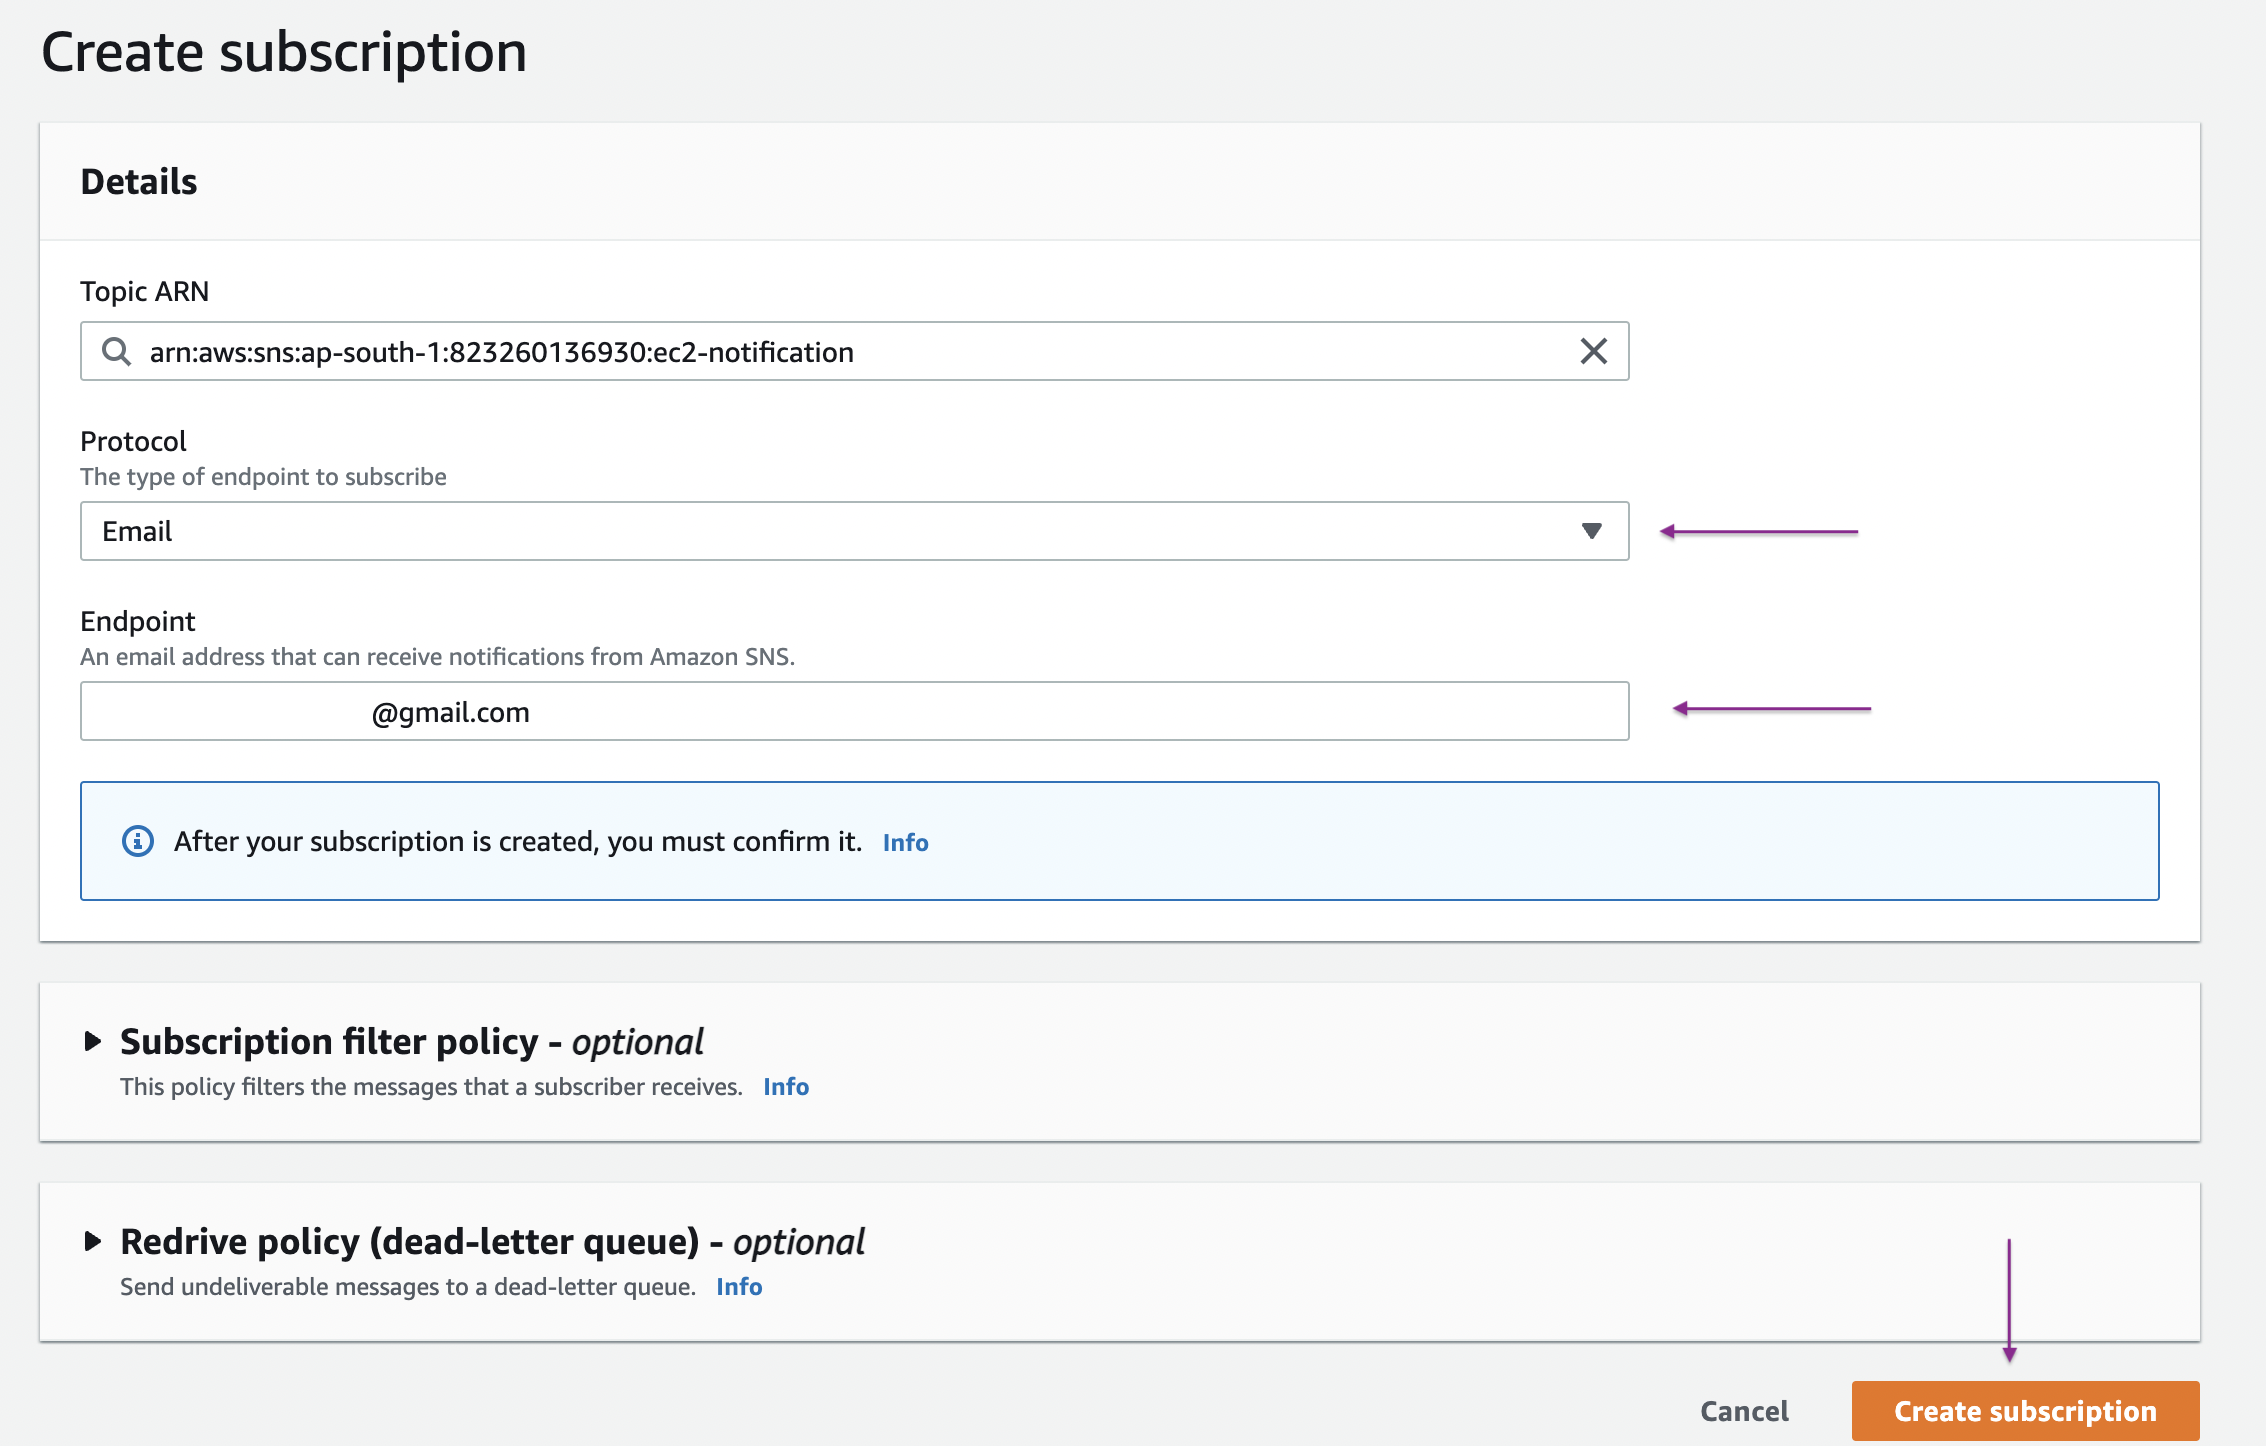 Create subscription
Details
Topic ARN
arn:aws:sns:ap-south-1:823260136930:ec2-notification
Protocol
The type of endpoint to subscribe
Email
Endpoint
An email address that can receive notifications from Amazon SNS.
@gmail.com
After your subscription is created, you must confirm it. Info
Subscription filter policy - optional
This policy filters the messages that a subscriber receives. Info
Redrive policy (dead-letter queue) - optional
Send undeliverable messages to a dead-letter queue. Info
Cancel Create subscription